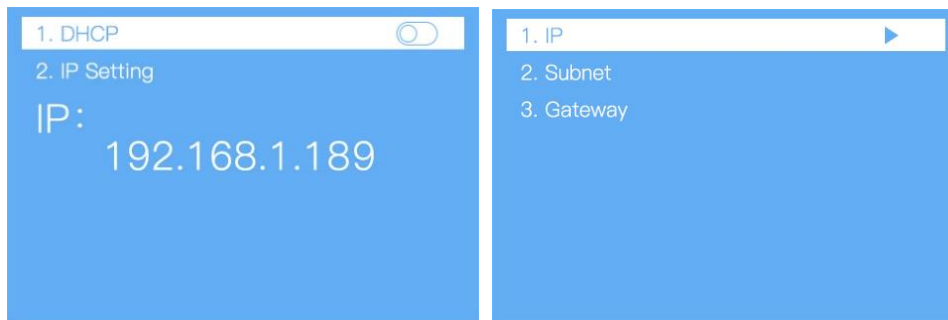 1. DHCP
2. IP Setting
IP:
192.168.1.189
1. IP
2. Subnet
3. Gateway